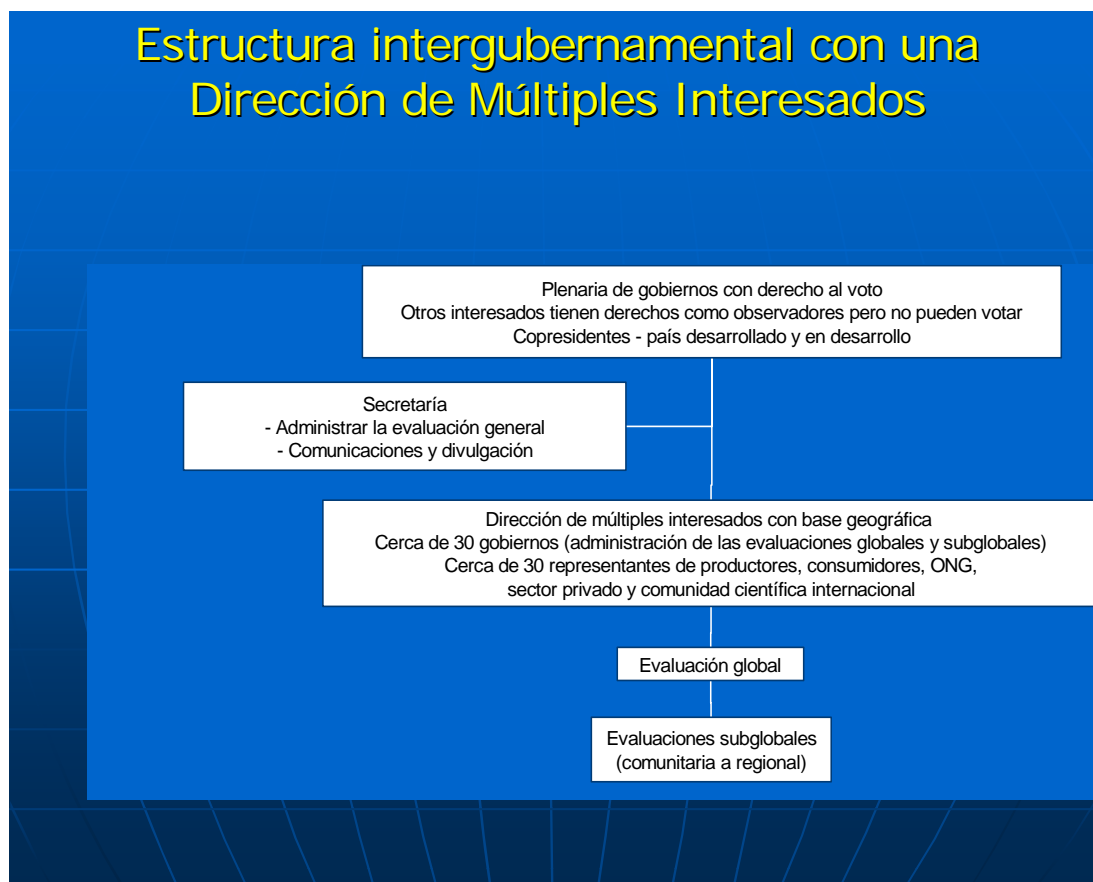 Estructura intergubernamental con una
Dirección de Múltiples Interesados
Plenaria de gobiernos con derecho al voto
Otros interesados tienen derechos como observadores pero no pueden votar
Copresidentes - país desarrollado y en desarrollo
Secretaría
- Administrar la evaluación general
- Comunicaciones y divulgación
Dirección de múltiples interesados con base geográfica
Cerca de 30 gobiernos (administración de las evaluaciones globales y subglobales)
Cerca de 30 representantes de productores, consumidores, ONG,
sector privado y comunidad científica internacional
Evaluación global
Evaluaciones subglobales
(comunitaria a regional)